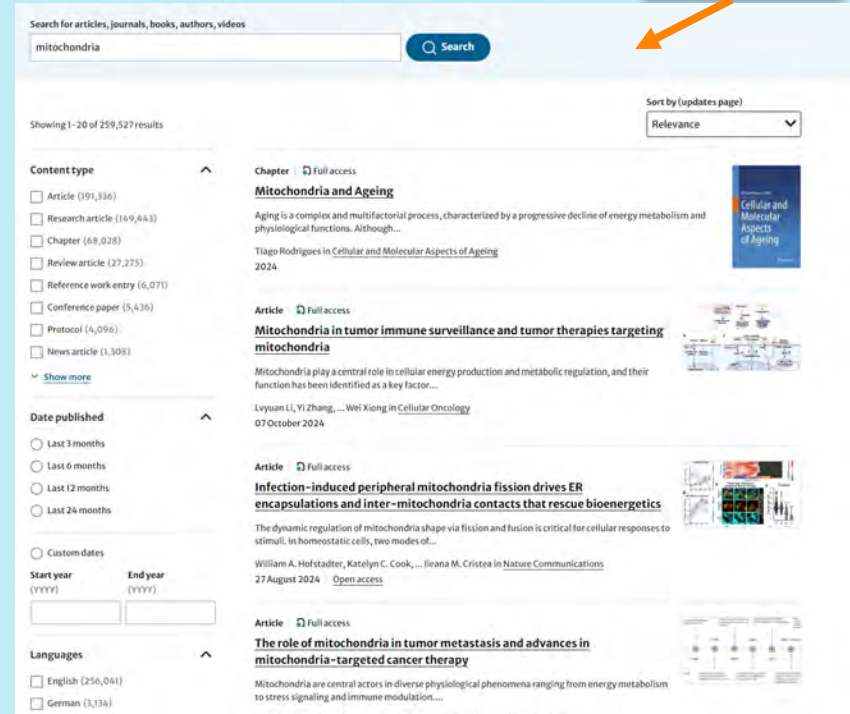 Search for articles, journals, books, authors, videos
mitochondria
Search
Showing 1-20 of 259,527 results
Sort by (updates page)
Relevance
Content type
Article (191,336)
Research article (149,443)
Chapter (68,028)
Review article (27,275)
Reference work entry (6,071)
Conference paper (5,436)
Protocol (4,096)
News article (1,308)
Show more
Date published
Last 3 months
Last 6 months
Last 12 months
Last 24 months
Custom dates
Start year
(YYYY)
End year
(YYYY)
Languages
English (256,041)
German (3,134)
Chapter Full access
Mitochondria and Ageing
Aging is a complex and multifactorial process, characterized by a progressive decline of energy metabolism and
physiological functions. Although...
Tiago Rodrigues in Cellular and Molecular Aspects of Ageing
2024
Cellular and
Molecular
Aspects
of Ageing
Article Full access
Mitochondria in tumor immune surveillance and tumor therapies targeting
mitochondria
Mitochondria play a central role in cellular energy production and metabolic regulation, and their
function has been identified as a key factor...
Lvyuan Li, Yi Zhang, ... Wei Xiong in Cellular Oncology
07 October 2024
Article Full access
Infection-induced peripheral mitochondria fission drives ER
encapsulations and inter-mitochondria contacts that rescue bioenergetics
The dynamic regulation of mitochondria shape via fission and fusion is critical for cellular responses to
stimuli. In homeostatic cells, two modes of...
William A. Hofstadter, Katelyn C. Cook, ... Ileana M. Cristea in Nature Communications
27 August 2024 Open access
Article Full access
The role of mitochondria in tumor metastasis and advances in
mitochondria-targeted cancer therapy
Mitochondria are central actors in diverse physiological phenomena ranging from energy metabolism
to stress signaling and immune modulation....